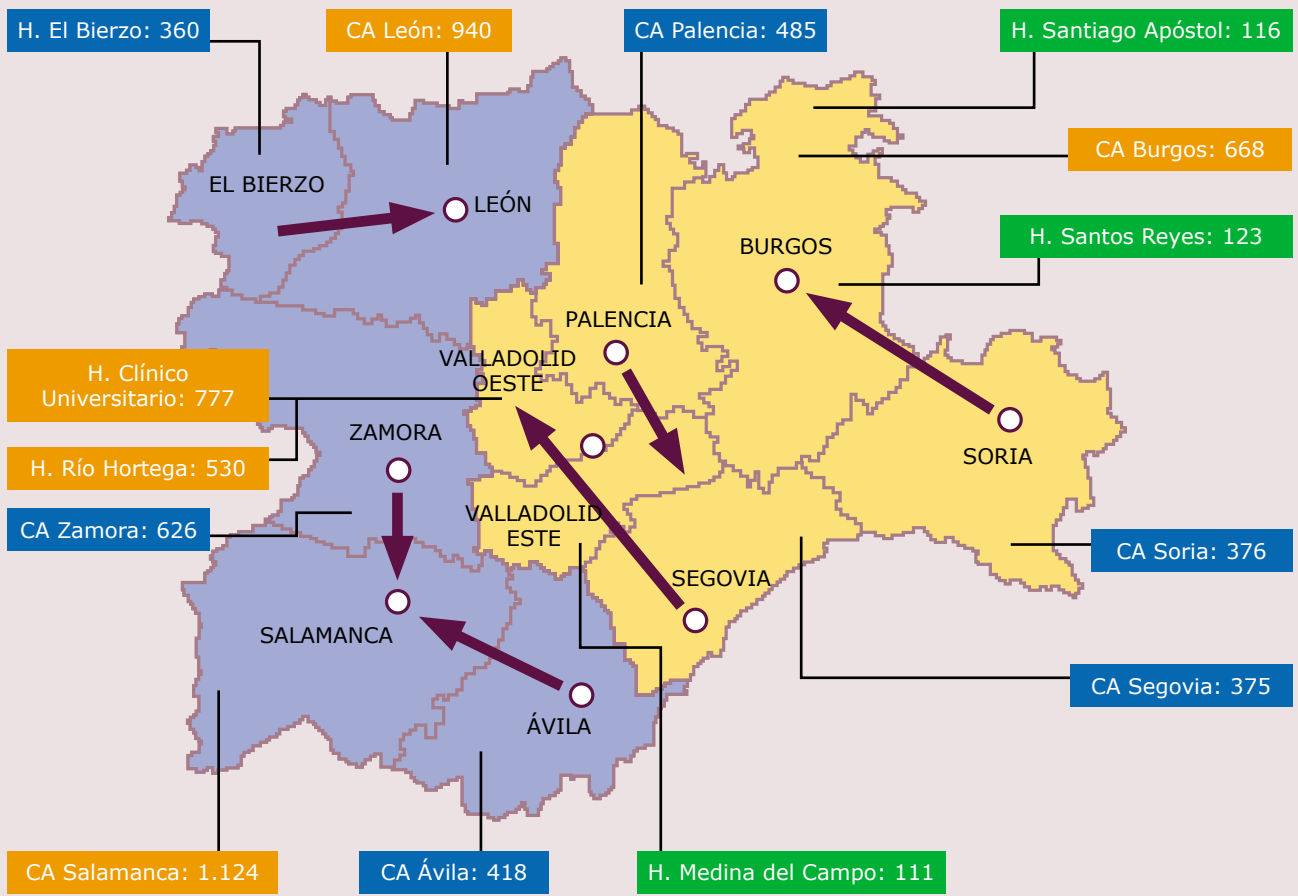 H. El Bierzo: 360
CA León: 940
CA Palencia: 485
H. Santiago Apóstol: 116
CA Burgos: 668
EL BIERZO
LEÓN
H. Santos Reyes: 123
BURGOS
PALENCIA
VALLADOLID
OESTE
H. Clínico
Universitario: 777
ZAMORA
SORIA
H. Río Hortega: 530
VALLADOLID
ESTE
CA Zamora: 626
CA Soria: 376
SEGOVIA
SALAMANCA
CA Segovia: 375
ÁVILA
CA Salamanca: 1.124
CA Ávila: 418
H. Medina del Campo: 111